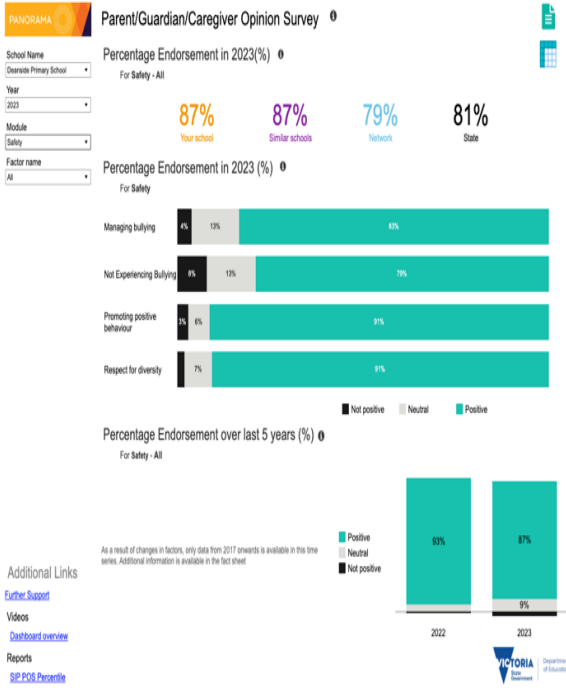 PANORAMA
Parent/Guardian/Caregiver Opinion Survey
School Name
Deanside Primary School
Year
2023
Module
Safety
Factor name
All
Percentage Endorsement in 2023(%)
For Safety - All
87% 87% 79% 81%
Your school Similar schools Network State
Percentage Endorsement in 2023 (%)
For Safety
Managing bullying 4% 13% 83%
Not Experiencing Bullying 8% 13% 79%
Promoting positive
behaviour 3% 6% 91%
Respect for diversity 7% 91%
Not positive Neutral Positive
Percentage Endorsement over last 5 years (%)
For Safety - All
As a result of changes in factors, only data from 2017 onwards is available in this time
series. Additional information is available in the fact sheet
Positive
Neutral
Not positive
93% 87%
9%
2022 2023
Additional Links
Further Support
Videos
Dashboard overview
Reports
SIP POS Percentile
VICTORIA
State
Government
of